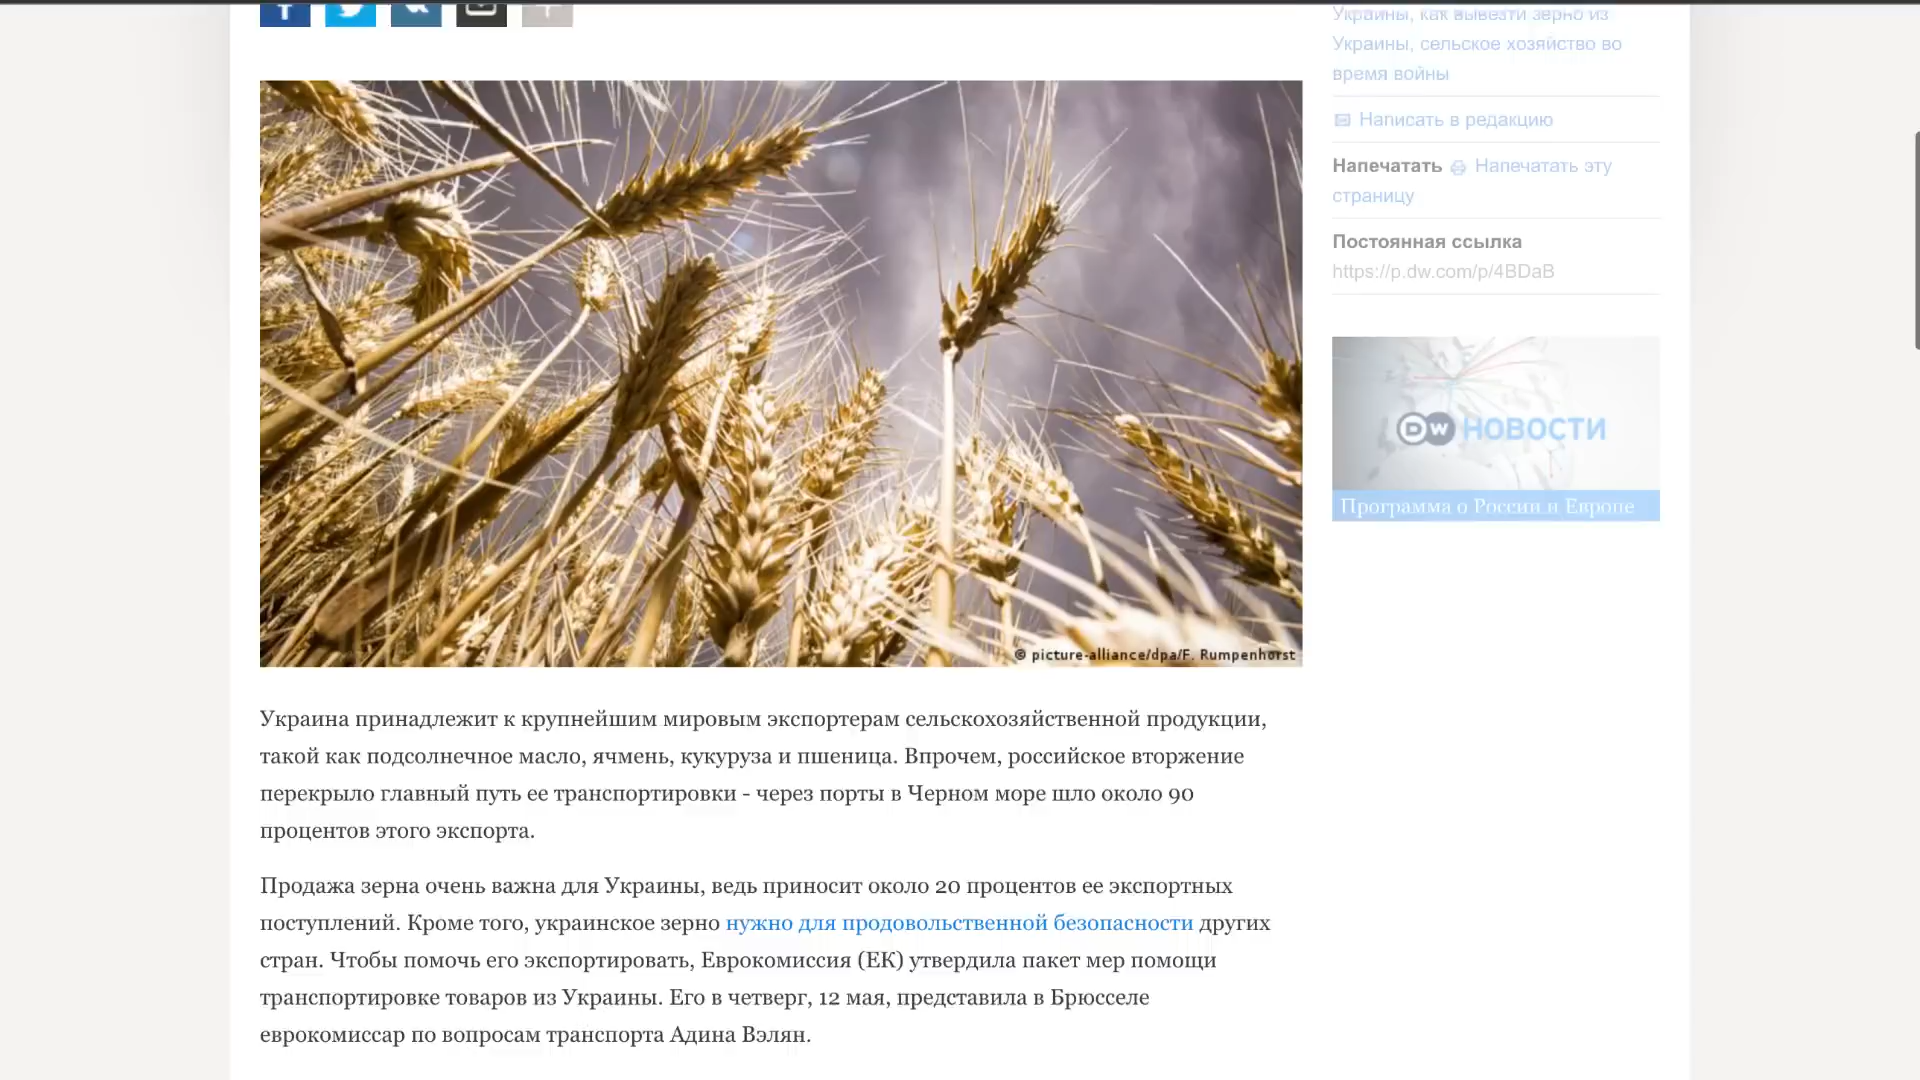 Украины, как вывезти зерно из
Украины, сельское хозяйство во
время войны
Написать в редакцию
Напечатать Напечатать эту
страницу
Постоянная ссылка
https://p.dw.com/p/4BDaB
DW НОВОСТИ
Программа о России и Европе
© picture-alliance/dpa/F. Rumpenhorst
Украина принадлежит к крупнейшим мировым экспортерам сельскохозяйственной продукции,
такой как подсолнечное масло, ячмень, кукуруза и пшеница. Впрочем, российское вторжение
перекрыло главный путь ее транспортировки - через порты в Черном море шло около 90
процентов этого экспорта.
Продажа зерна очень важна для Украины, ведь приносит около 20 процентов ее экспортных
поступлений. Кроме того, украинское зерно нужно для продовольственной безопасности других
стран. Чтобы помочь его экспортировать, Еврокомиссия (ЕК) утвердила пакет мер помощи
транспортировке товаров из Украины. Его в четверг, 12 мая, представила в Брюсселе
еврокомиссар по вопросам транспорта Адина Вэлян.